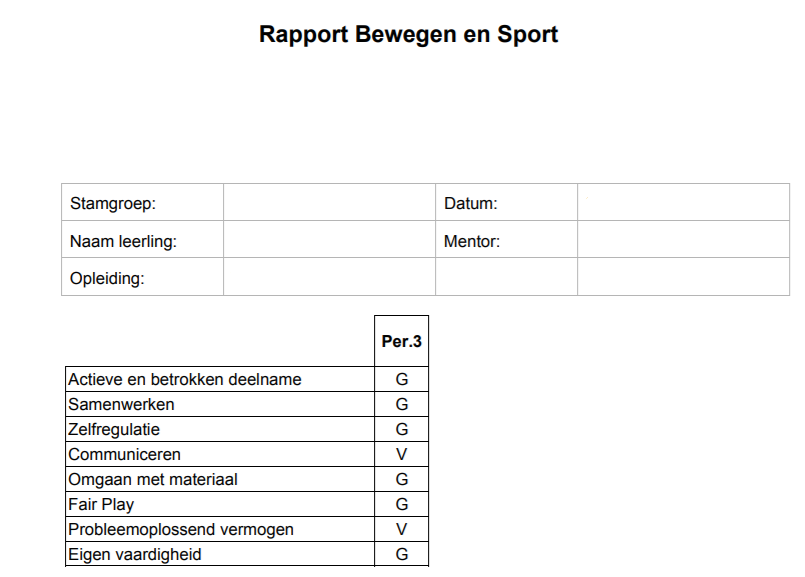 Rapport Bewegen en Sport
Stamgroep: Datum:
Naam leerling: Mentor:
Opleiding:
Per.3
Actieve en betrokken deelname G
Samenwerken G
Zelfregulatie G
Communiceren V
Omgaan met materiaal G
Fair Play G
Probleemoplossend vermogen V
Eigen vaardigheid G